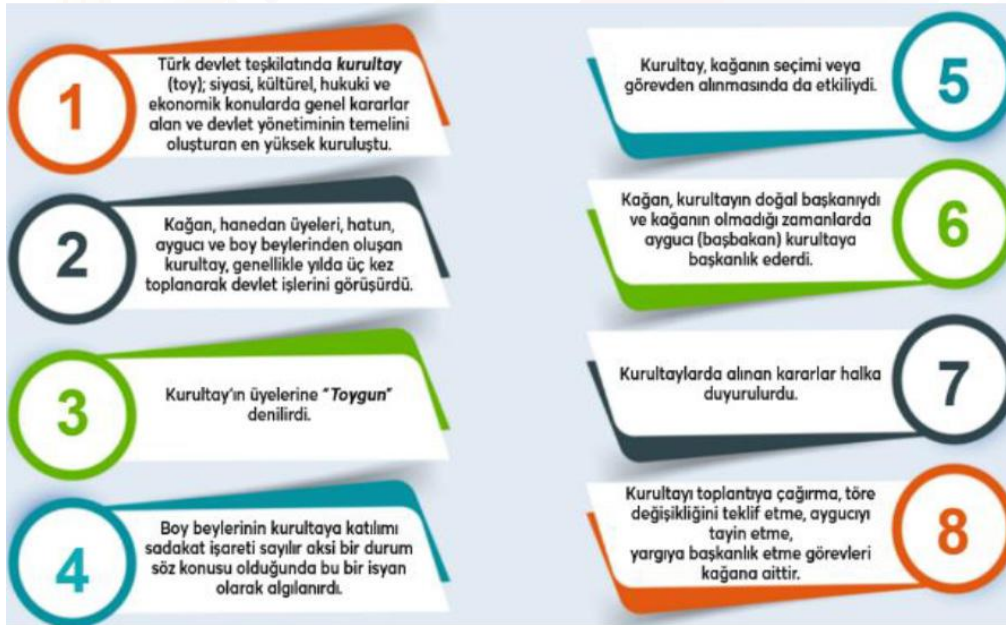 1
Türk devlet teşkilatında kurultay
(toy); siyasi, kültürel, hukuki ve
ekonomik konularda genel kararlar
alan ve devlet yönetiminin temelini
oluşturan en yüksek kuruluştu.
2
Kağan, hanedan üyeleri, hatun,
aygucı ve boy beylerinden oluşan
kurultay, genellikle yılda üç kez
toplanarak devlet işlerini görüşürdü.
3
Kurultay'ın üyelerine "Toygun"
denilirdi.
4
Boy beylerinin kurultaya katılımı
sadakat işareti sayılır aksi bir durum
söz konusu olduğunda bu bir isyan
olarak algılanırdı.
5
Kurultay, kağanın seçimi veya
görevden alınmasında da etkiliydi.
6
Kağan, kurultayın doğal başkanıydı
ve kağanın olmadığı zamanlarda
aygucı (başbakan) kurultaya
başkanlık ederdi.
7
Kurultaylarda alınan kararlar halka
duyurulurdu.
8
Kurultayı toplantıya çağırma, töre
değişikliğini teklif etme, aygucıyı
tayin etme,
yargıya başkanlık etme görevleri
kağana aittir.